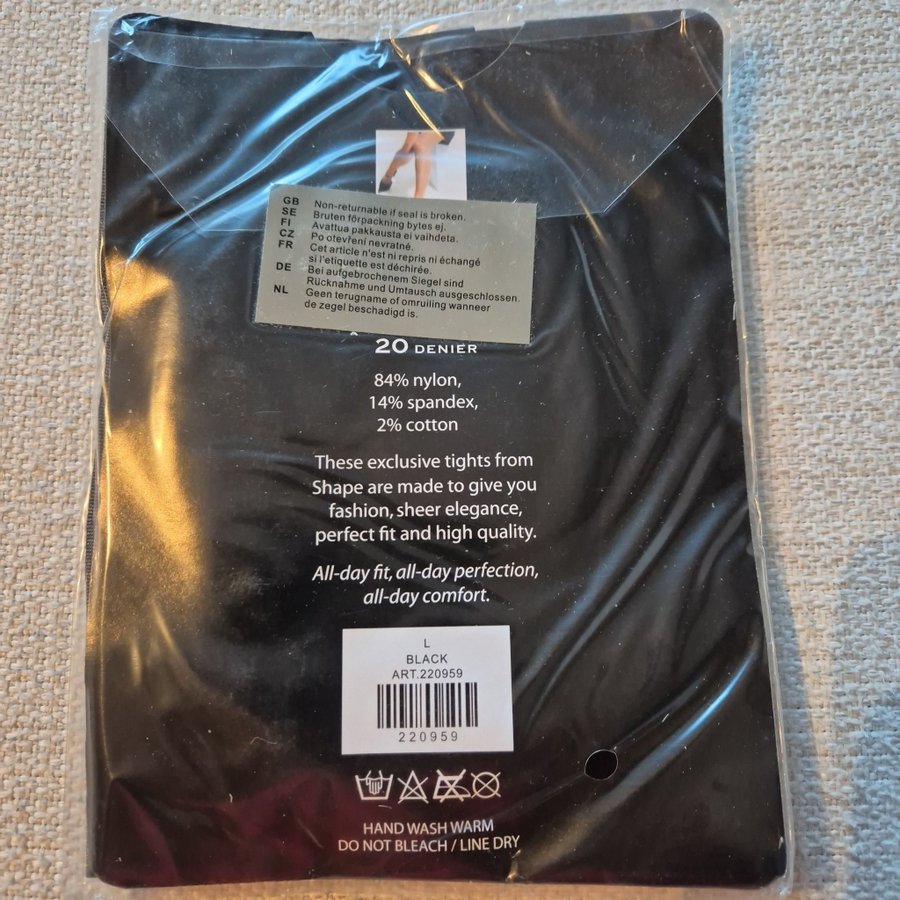 GB Non-returnable if seal is broken.
SE Bruten förpackning bytes ej.
FI Avattua pakkausta ei vaihdeta.
CZ Po otevření nevratné.
FR Cet article n'est ni repris ni échangé
si l'etiquette est déchirée.
DE Bei aufgebrochenem Siegel sind
Rücknahme und Umtausch ausgeschlossen.
NL Geen terugname of omruiling wanneer
de zegel beschadigd is.
20 DENIER
84% nylon,
14% spandex,
2% cotton
These exclusive tights from
Shape are made to give you
fashion, sheer elegance,
perfect fit and high quality.
All-day fit, all-day perfection,
all-day comfort.
L
BLACK
ART.220959
220959
HAND WASH WARM
DO NOT BLEACH / LINE DRY